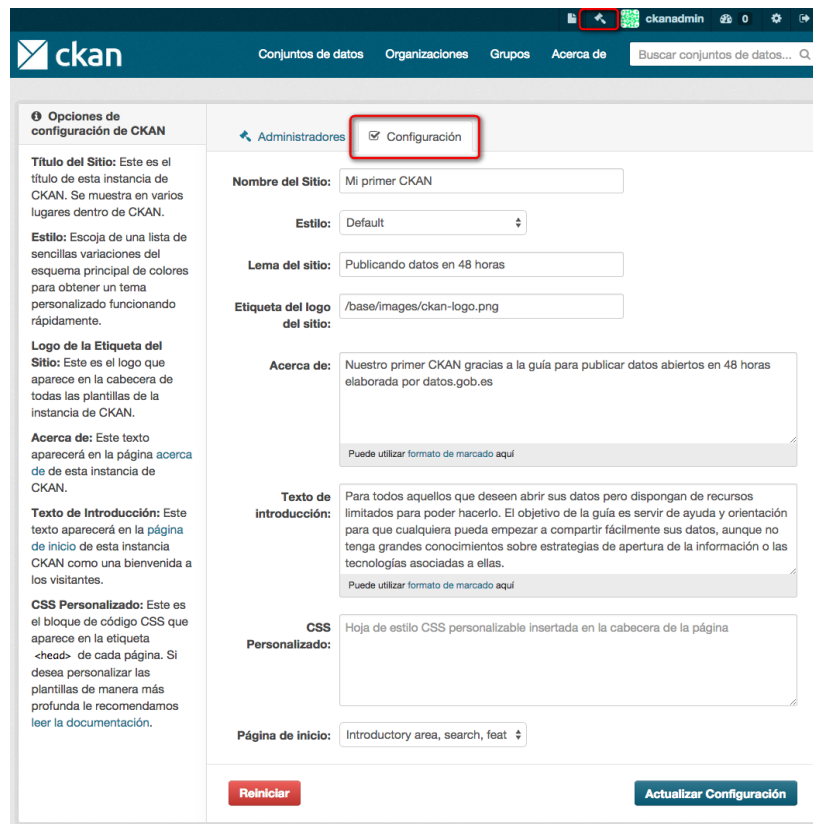 ckanadmin 0
ckan
Conjuntos de datos Organizaciones Grupos Acerca de Buscar conjuntos de datos...
Opciones de
configuración de CKAN
Título del Sitio: Este es el
título de esta instancia de
CKAN. Se muestra en varios
lugares dentro de CKAN.
Estilo: Escoja de una lista de
sencillas variaciones del
esquema principal de colores
para obtener un tema
personalizado funcionando
rápidamente.
Logo de la Etiqueta del
Sitio: Este es el logo que
aparece en la cabecera de
todas las plantillas de la
instancia de CKAN.
Acerca de: Este texto
aparecerá en la página acerca
de de esta instancia de
CKAN.
Texto de Introducción: Este
texto aparecerá en la página
de inicio de esta instancia
CKAN como una bienvenida a
los visitantes.
CSS Personalizado: Este es
el bloque de código CSS que
aparece en la etiqueta
<head> de cada página. Si
desea personalizar las
plantillas de manera más
profunda le recomendamos
leer la documentación.
Administradores Configuración
Nombre del Sitio: Mi primer CKAN
Estilo: Default
Lema del sitio: Publicando datos en 48 horas
Etiqueta del logo
del sitio:
/base/images/ckan-logo.png
Acerca de:
Nuestro primer CKAN gracias a la guía para publicar datos abiertos en 48 horas
elaborada por datos.gob.es
Puede utilizar formato de marcado aquí
Texto de
introducción:
Para todos aquellos que deseen abrir sus datos pero dispongan de recursos
limitados para poder hacerlo. El objetivo de la guía es servir de ayuda y orientación
para que cualquiera pueda empezar a compartir fácilmente sus datos, aunque no
tenga grandes conocimientos sobre estrategias de apertura de la información o las
tecnologías asociadas a ellas.
Puede utilizar formato de marcado aquí
CSS
Personalizado:
Hoja de estilo CSS personalizable insertada en la cabecera de la página
Página de inicio: Introductory area, search, feat
Reiniciar Actualizar Configuración